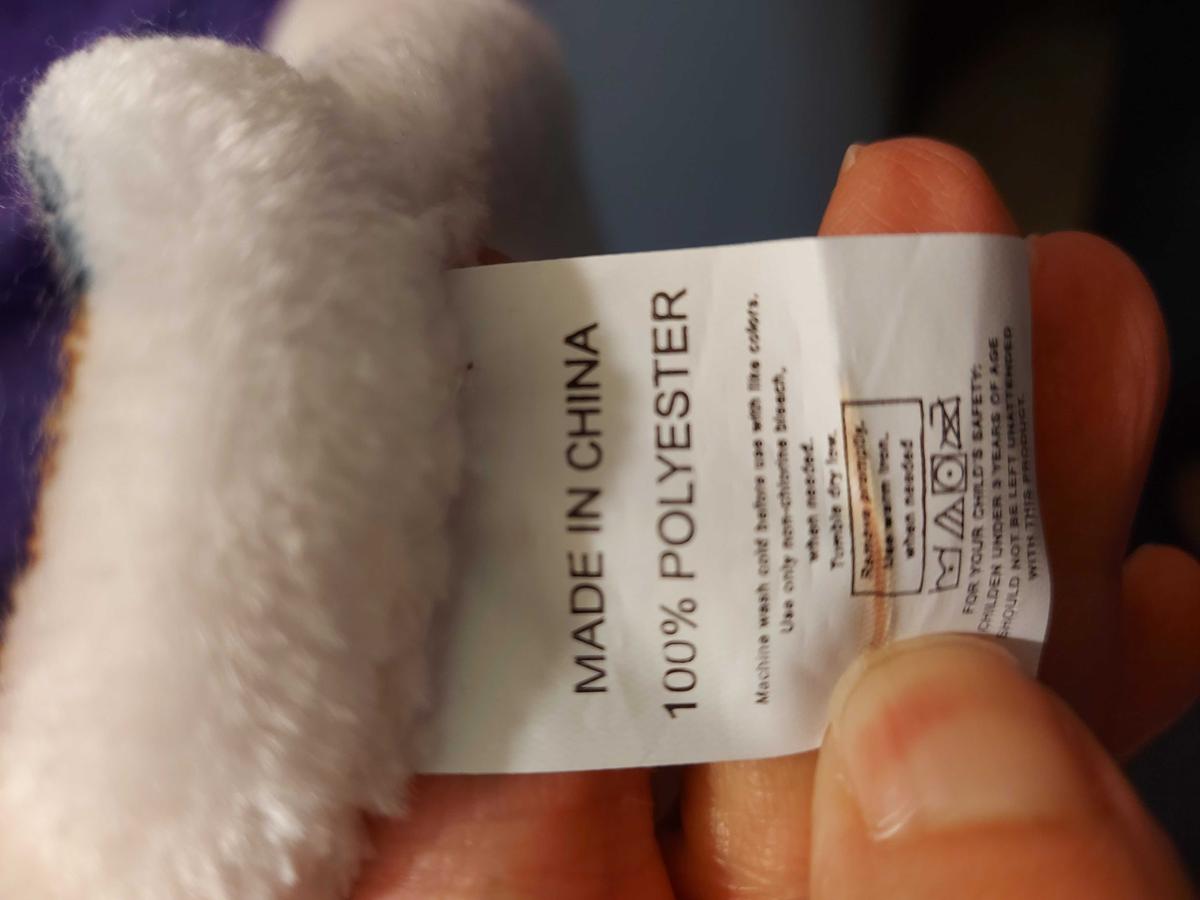 MADE IN CHINA
100% POLYESTER
Machine wash cold before use with like colors.
Use only non-chlorine bleach,
when needed.
Tumble dry low.
Remove promptly.
Use warm iron.
when needed
FOR YOUR CHILD'S SAFETY:
CHILDEN UNDER 3 YEARS OF AGE
SHOULD NOT BE LEFT UNATTENDED
WITH THIS PRODUCT.